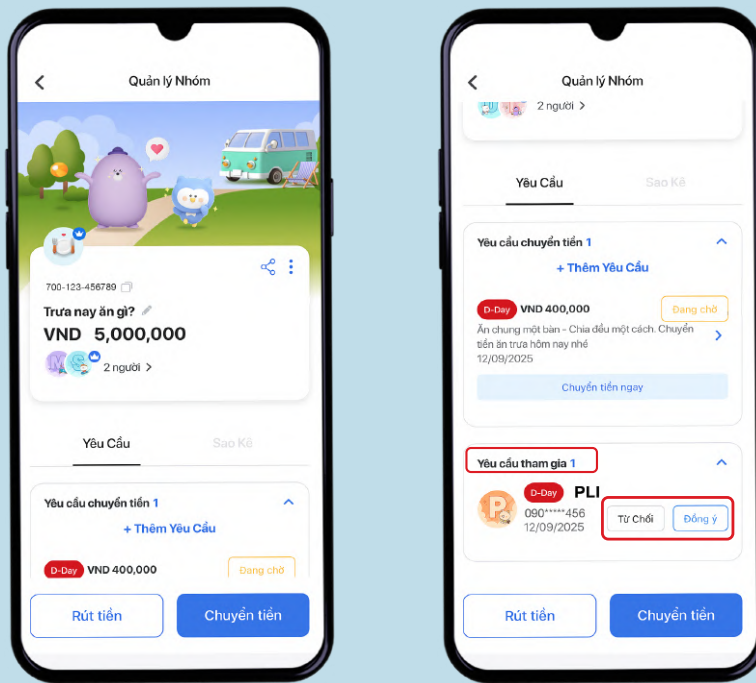 Quản lý Nhóm
700-123-456789
Trưa nay ăn gì?
VND 5,000,000
M S
2 người >
Yêu Cầu Sao Kê
Yêu cầu chuyển tiền 1
+ Thêm Yêu Cầu
D-Day VND 400,000 Đang chờ
Rút tiền Chuyển tiền
Quản lý Nhóm
2 người >
Yêu Cầu Sao Kê
Yêu cầu chuyển tiền 1
+ Thêm Yêu Cầu
D-Day VND 400,000 Đang chờ
Ăn chung một bàn – Chia đều một cách. Chuyển
tiền ăn trưa hôm nay nhé
12/09/2025
Chuyển tiền ngay
Yêu cầu tham gia 1
P D-Day PLI
090*****456
12/09/2025 Từ Chối Đồng ý
Rút tiền Chuyển tiền